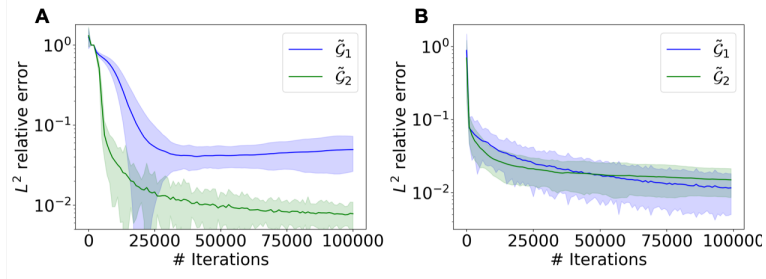 A
10⁰
10⁻¹
10⁻²
L² relative error
0 25000 50000 75000 100000
# Iterations
𝒢̃₁
𝒢̃₂
B
10⁰
10⁻¹
10⁻²
L² relative error
0 25000 50000 75000 100000
# Iterations
𝒢̃₁
𝒢̃₂